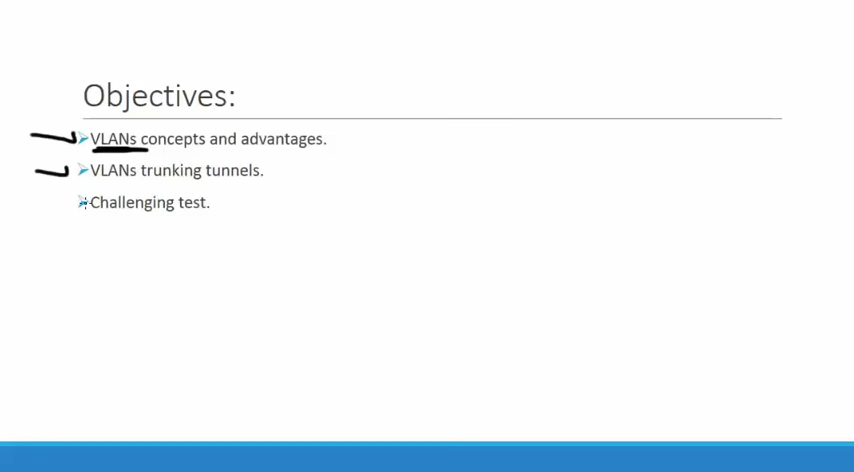 Objectives:
VLANs concepts and advantages.
VLANs trunking tunnels.
Challenging test.